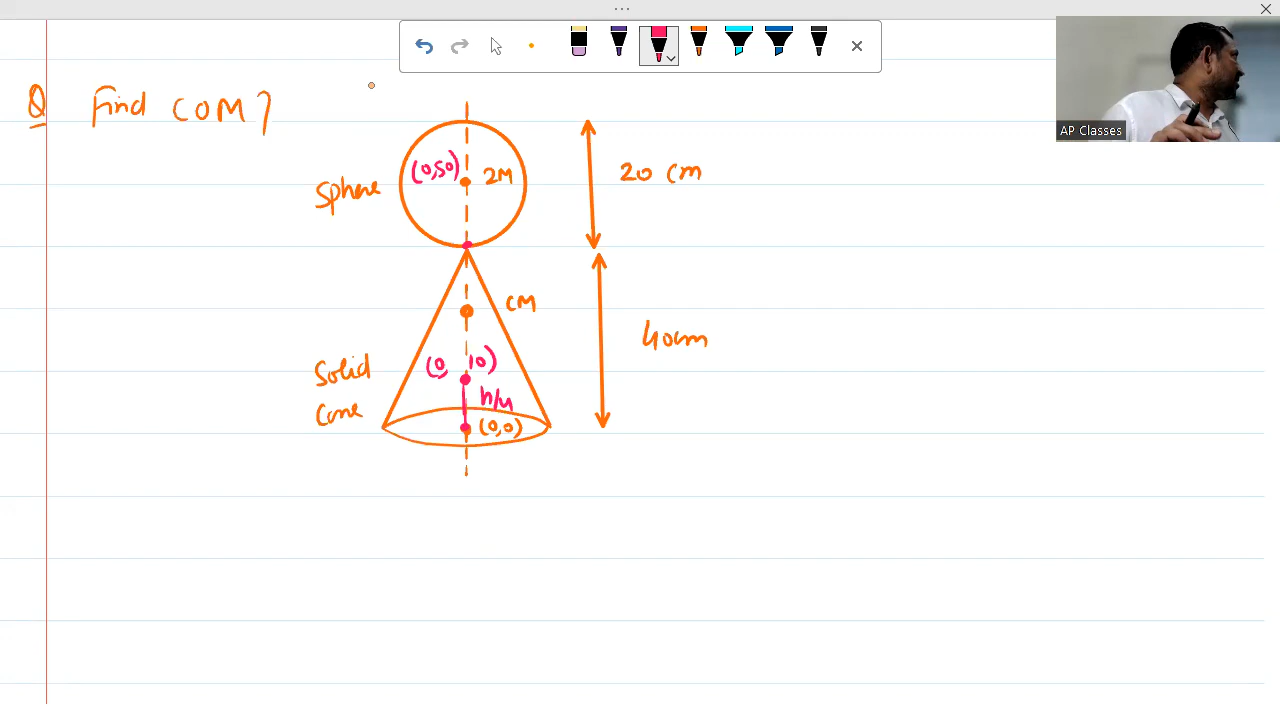 Q Find COM?
(0,50)
2M
20 cm
Sphere
CM
40cm
(0, 10)
Solid
Cone
h/4
(0,0)
AP Classes